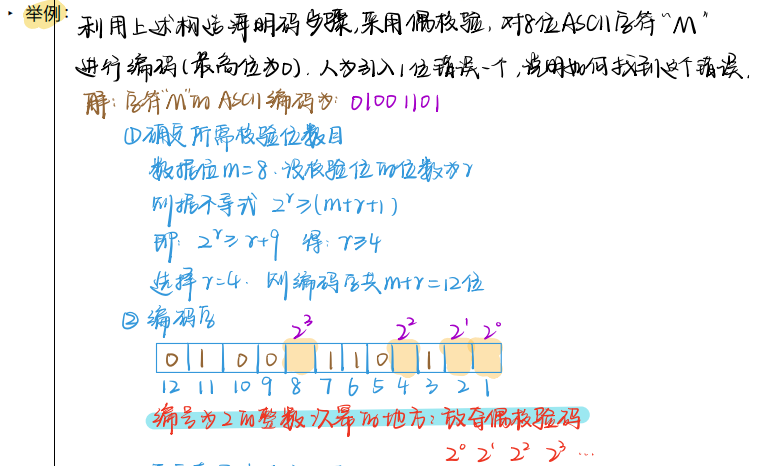 举例:
利用上述构造海明码步骤,采用偶校验,对8位ASCII字符“M”
进行编码(最高位为0).人为引入1位错误一个,说明如何找到这个错误.
解:字符“M”的ASCII编码为:01001101
①确定所需校验位数目
数据位m=8.设校验位的位数为r
则据不等式 2^r≥(m+r+1)
即: 2^r≥r+9 得:r≥4
选择r=4. 则编码后共m+r=12位
②编码后
2^3 2^2 2^1 2^0
0 1 0 0 1 1 0 1
12 11 10 9 8 7 6 5 4 3 2 1
编号为2的整数次幂的地方:放奇偶校验码
2^0 2^1 2^2 2^3 ...